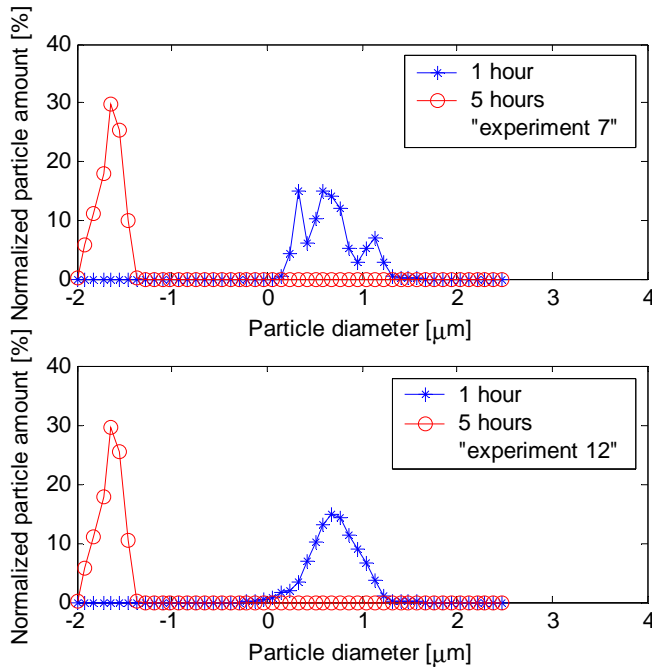 Normalized particle amount [%]
40
30
20
10
0
1 hour
5 hours
"experiment 7"
-2 -1 0 1 2 3 4
Particle diameter [μm]
Normalized particle amount [%]
40
30
20
10
0
1 hour
5 hours
"experiment 12"
-2 -1 0 1 2 3 4
Particle diameter [μm]